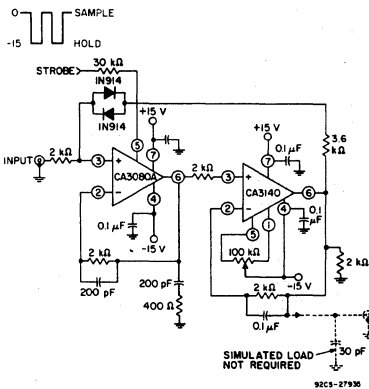 0
SAMPLE
-15
HOLD
STROBE
30 kΩ
1N914
1N914
+15 V
+15 V
0.1 µF
3.6
kΩ
INPUT
2 kΩ
5
7
7
3
+
CA3080A
6
2 kΩ
3
+
CA3140
6
2
−
4
2
−
5
1
4
0.1
µF
0.1 µF
-15 V
100 kΩ
-15 V
2 kΩ
2 kΩ
200 pF
200 pF
400 Ω
2 kΩ
0.1 µF
30 pF
SIMULATED LOAD
NOT REQUIRED
92CS-27935